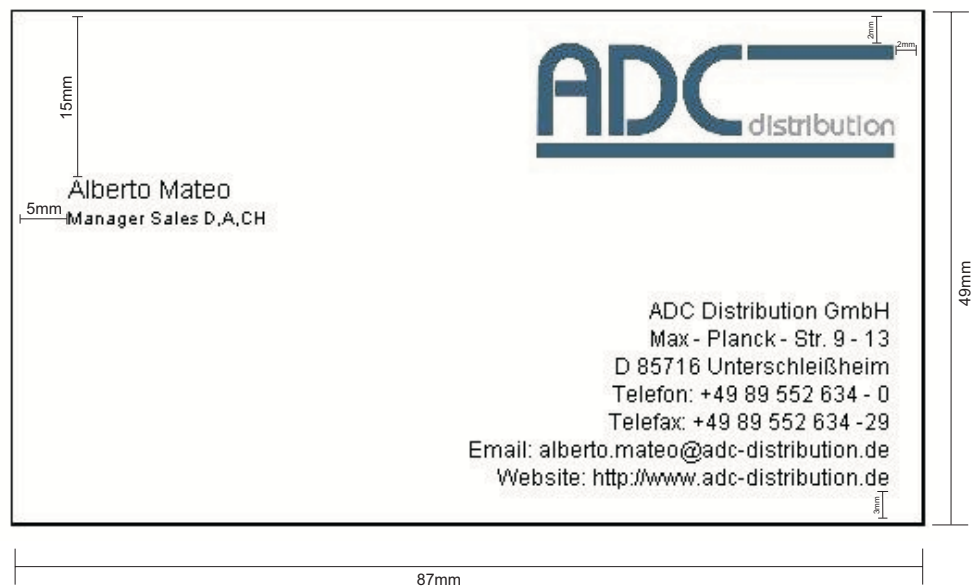 2mm
2mm
15mm
ADC
distribution
Alberto Mateo
5mm
Manager Sales D,A,CH
49mm
ADC Distribution GmbH
Max - Planck - Str. 9 - 13
D 85716 Unterschleißheim
Telefon: +49 89 552 634 - 0
Telefax: +49 89 552 634 -29
Email: alberto.mateo@adc-distribution.de
Website: http://www.adc-distribution.de
3mm
87mm